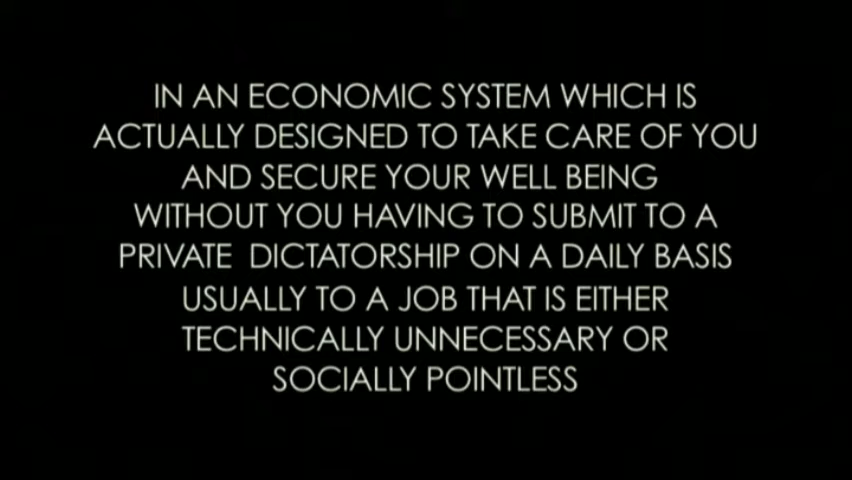 IN AN ECONOMIC SYSTEM WHICH IS
ACTUALLY DESIGNED TO TAKE CARE OF YOU
AND SECURE YOUR WELL BEING
WITHOUT YOU HAVING TO SUBMIT TO A
PRIVATE DICTATORSHIP ON A DAILY BASIS
USUALLY TO A JOB THAT IS EITHER
TECHNICALLY UNNECESSARY OR
SOCIALLY POINTLESS